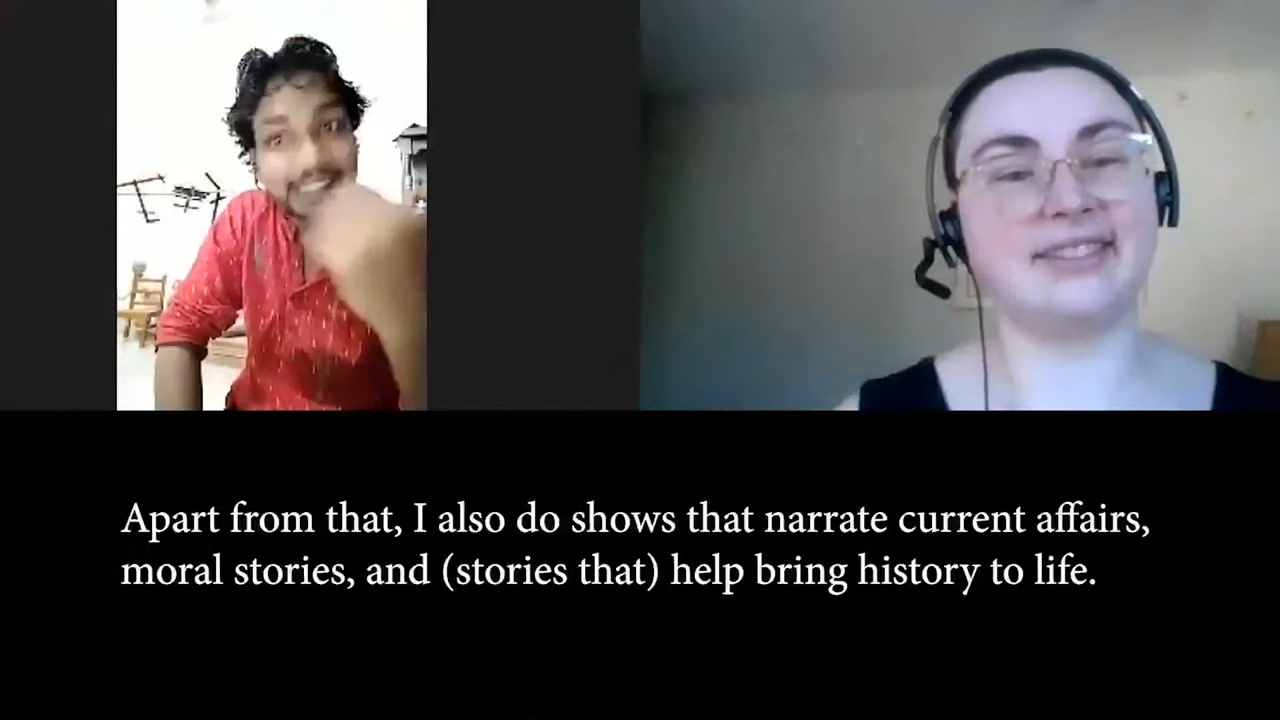 Apart from that, I also do shows that narrate current affairs,
moral stories, and (stories that) help bring history to life.